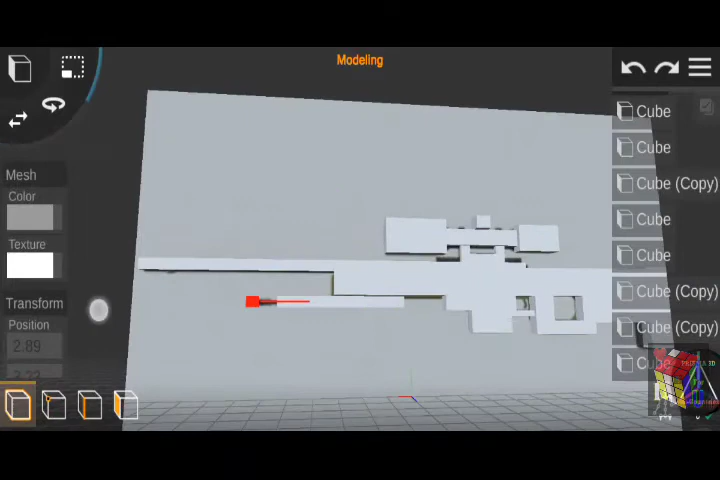 Modeling
Cube
Mesh
Cube
Color
Cube (Copy)
Cube
Texture
Cube
Cube (Copy)
Transform
Position
Cube (Copy)
2.89